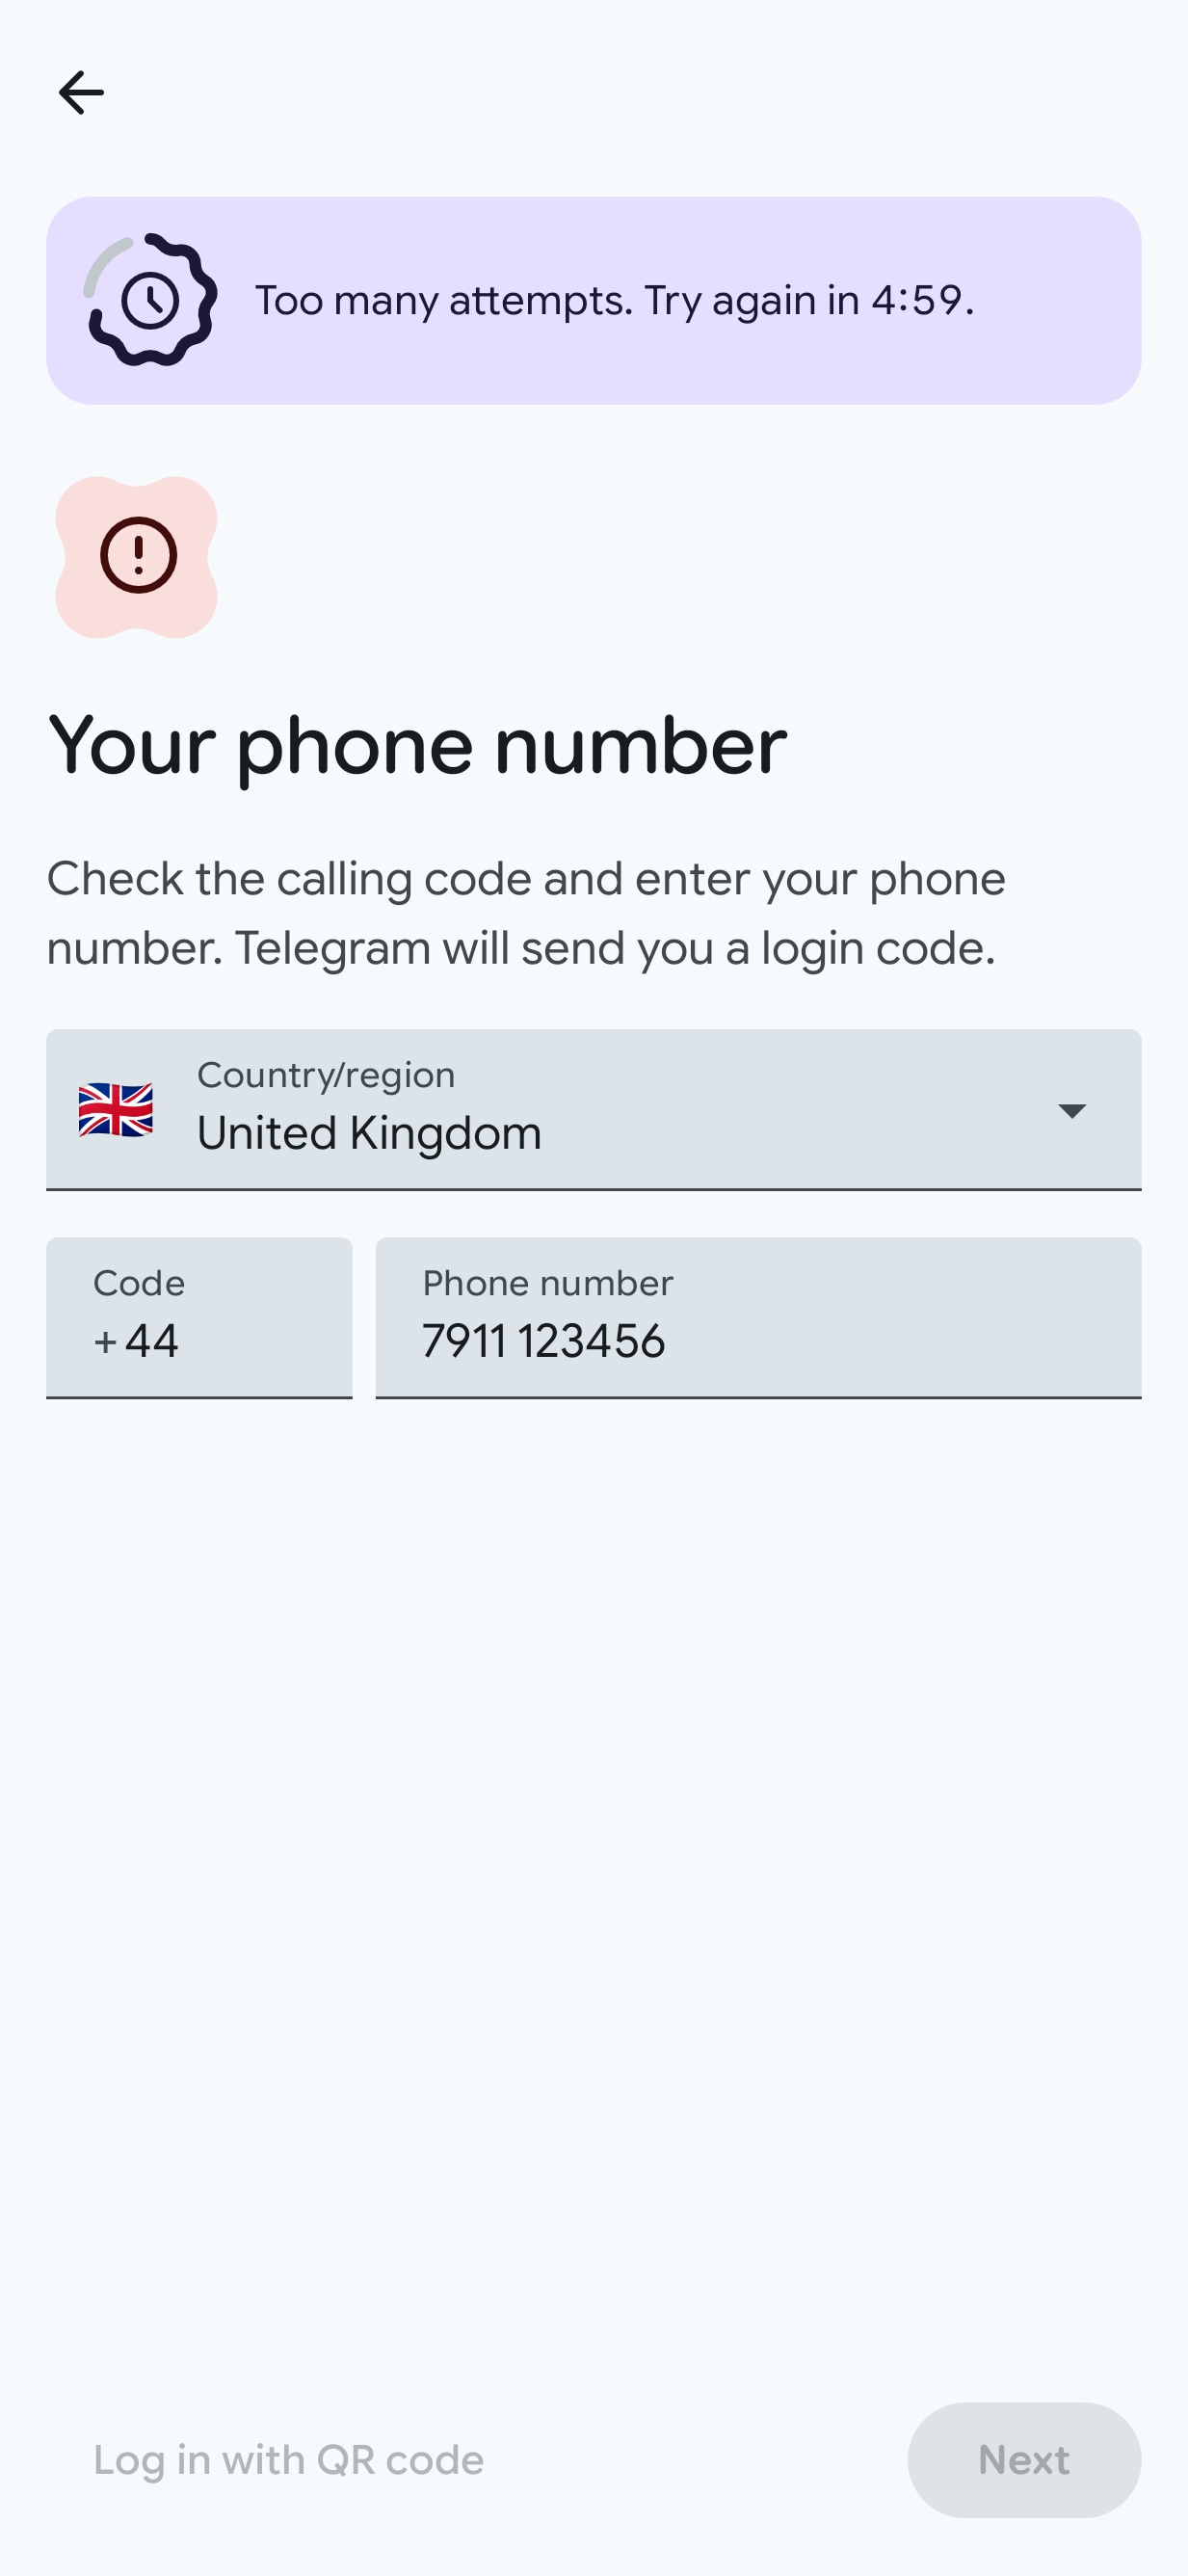 Too many attempts. Try again in 4:59.
Your phone number
Check the calling code and enter your phone
number. Telegram will send you a login code.
Country/region
United Kingdom
Code
+44
Phone number
7911 123456
Log in with QR code
Next